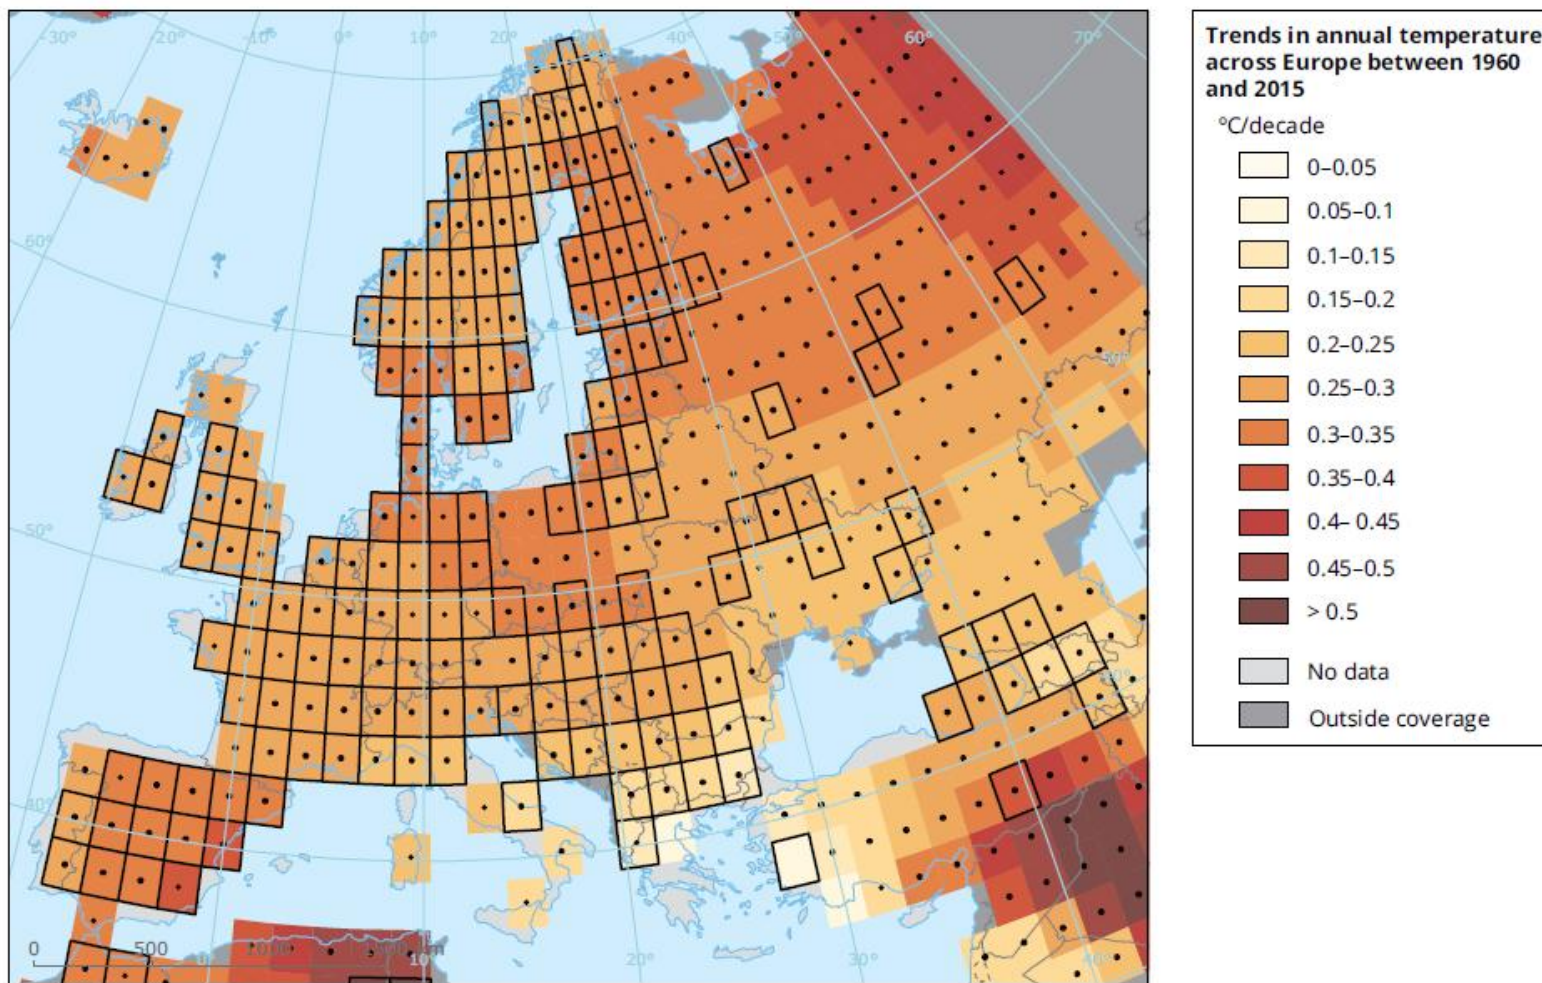 -30° -20° -10° 0° 10° 20° 30° 60° 70°
60°
50°
50°
40°
40°
0 500 1000
0° 10° 20° 30° 40°
Trends in annual temperature
across Europe between 1960
and 2015
°C/decade
0–0.05
0.05–0.1
0.1–0.15
0.15–0.2
0.2–0.25
0.25–0.3
0.3–0.35
0.35–0.4
0.4– 0.45
0.45–0.5
> 0.5
No data
Outside coverage